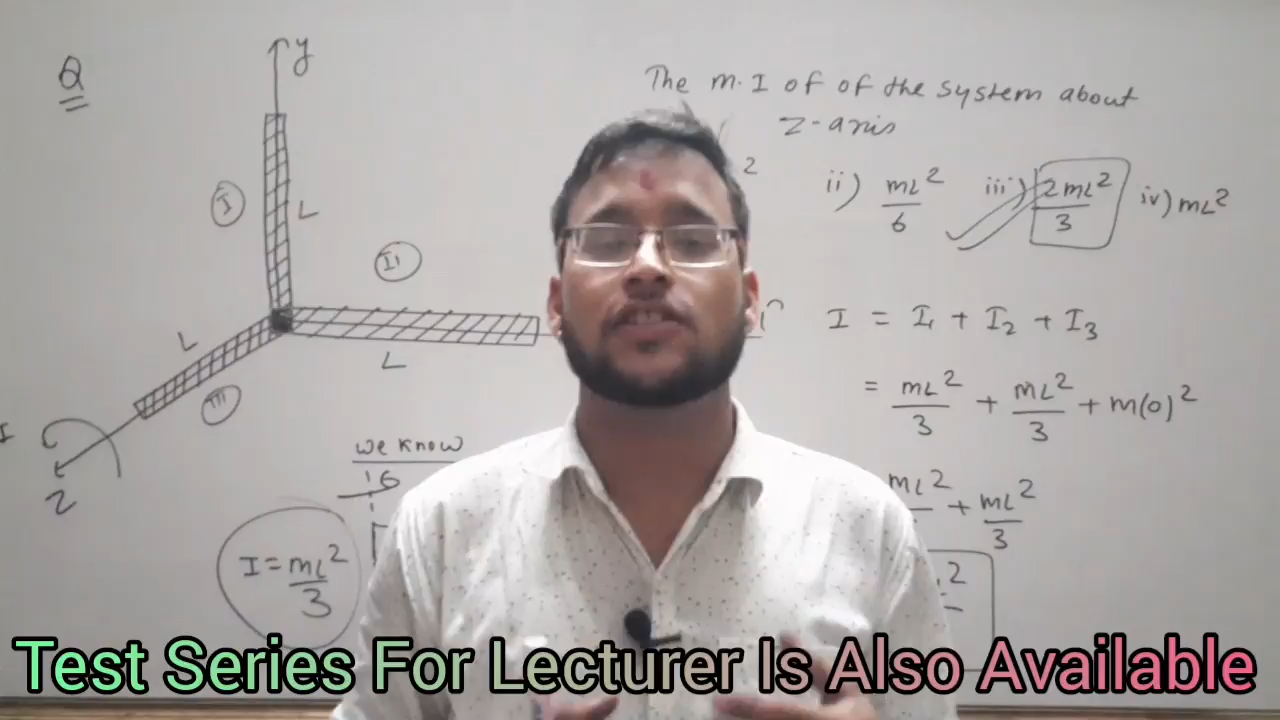 Q
y
The m.I of of the system about
z-axis
2
ii) mL²/6 iii) 2mL²/3 iv) mL²
I
L
II
L
L
III
I
Z
I = I₁ + I₂ + I₃
= mL²/3 + mL²/3 + m(0)²
we know
mL² + mL²/3
I = mL²/3
2
Test Series For Lecturer Is Also Available